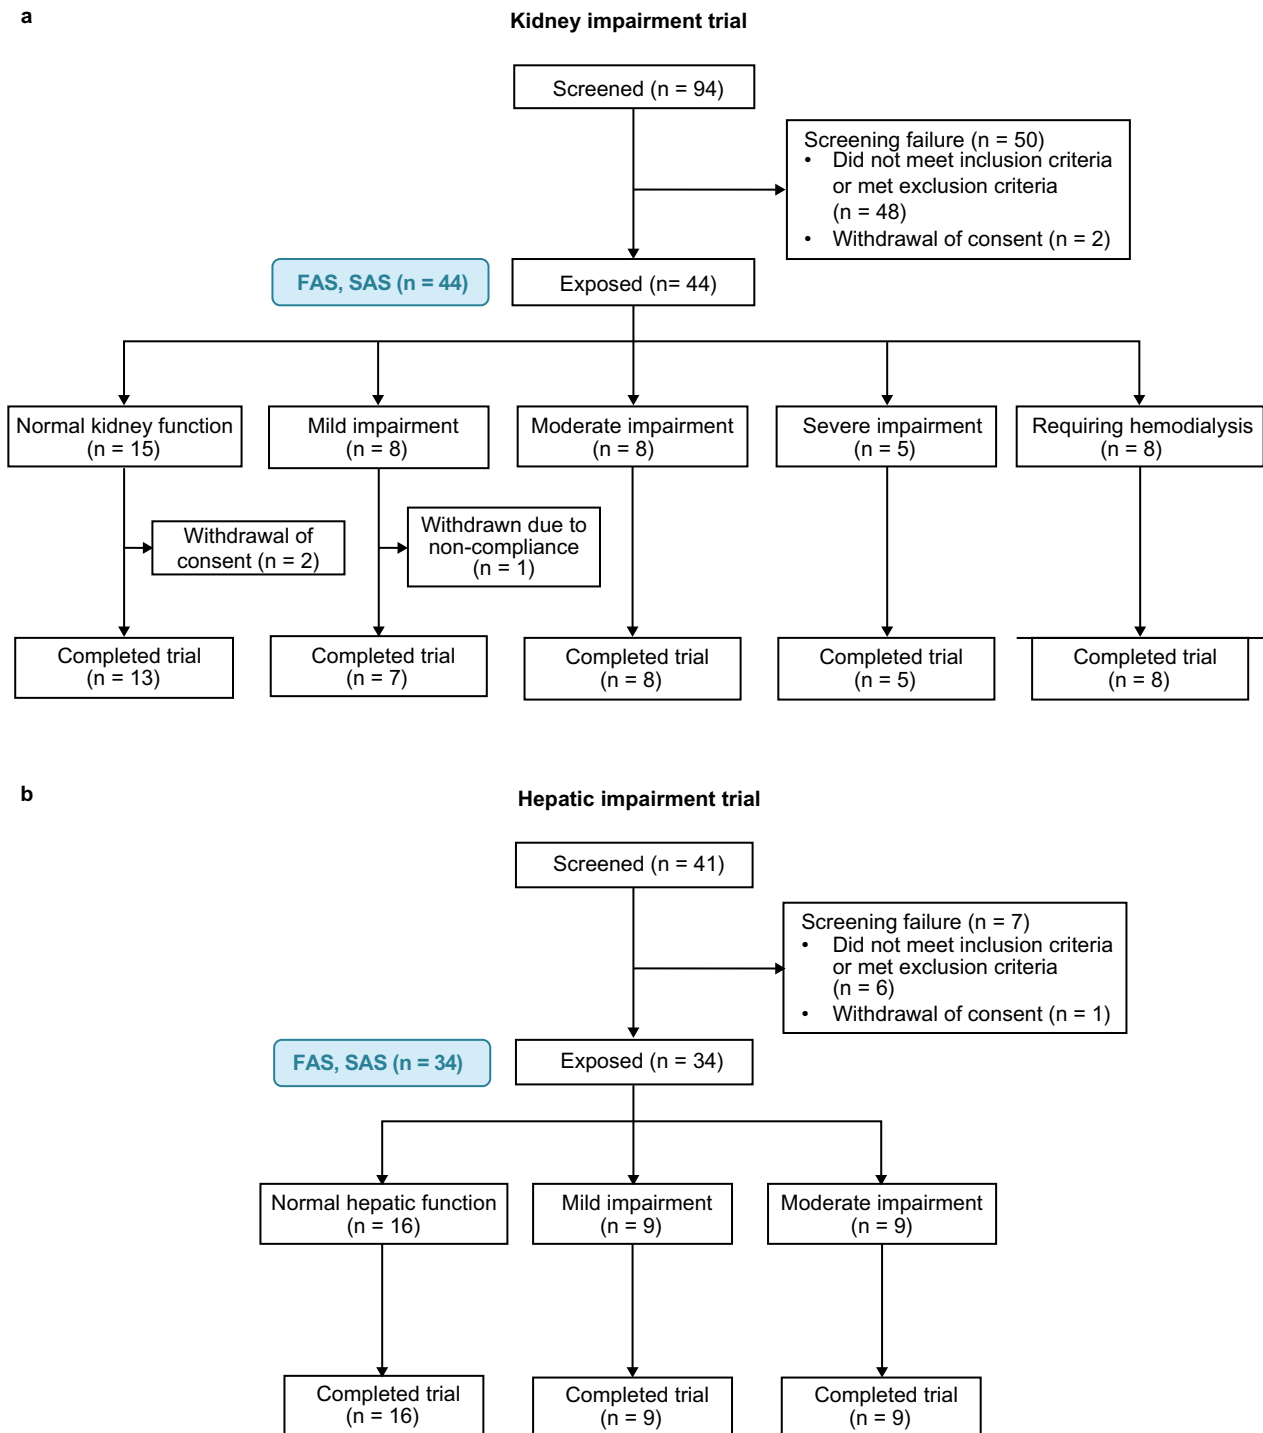 a
Kidney impairment trial
Screened (n = 94)
Screening failure (n = 50)
• Did not meet inclusion criteria
or met exclusion criteria
(n = 48)
• Withdrawal of consent (n = 2)
FAS, SAS (n = 44)
Exposed (n= 44)
Normal kidney function
(n = 15)
Mild impairment
(n = 8)
Moderate impairment
(n = 8)
Severe impairment
(n = 5)
Requiring hemodialysis
(n = 8)
Withdrawal of
consent (n = 2)
Withdrawn due to
non-compliance
(n = 1)
Completed trial
(n = 13)
Completed trial
(n = 7)
Completed trial
(n = 8)
Completed trial
(n = 5)
Completed trial
(n = 8)
b
Hepatic impairment trial
Screened (n = 41)
Screening failure (n = 7)
• Did not meet inclusion criteria
or met exclusion criteria
(n = 6)
• Withdrawal of consent (n = 1)
FAS, SAS (n = 34)
Exposed (n = 34)
Normal hepatic function
(n = 16)
Mild impairment
(n = 9)
Moderate impairment
(n = 9)
Completed trial
(n = 16)
Completed trial
(n = 9)
Completed trial
(n = 9)